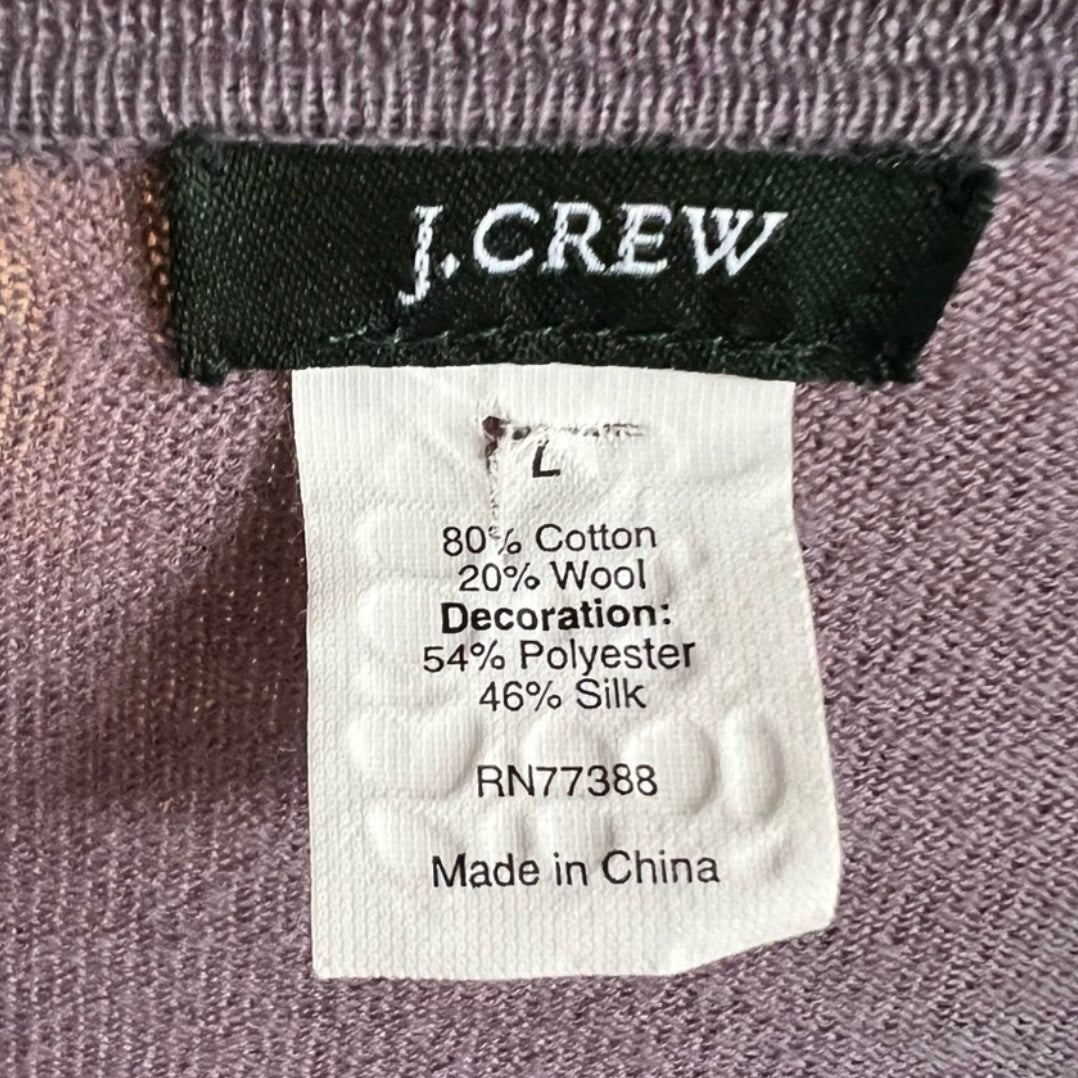 J.CREW
L
80% Cotton
20% Wool
Decoration:
54% Polyester
46% Silk
RN77388
Made in China